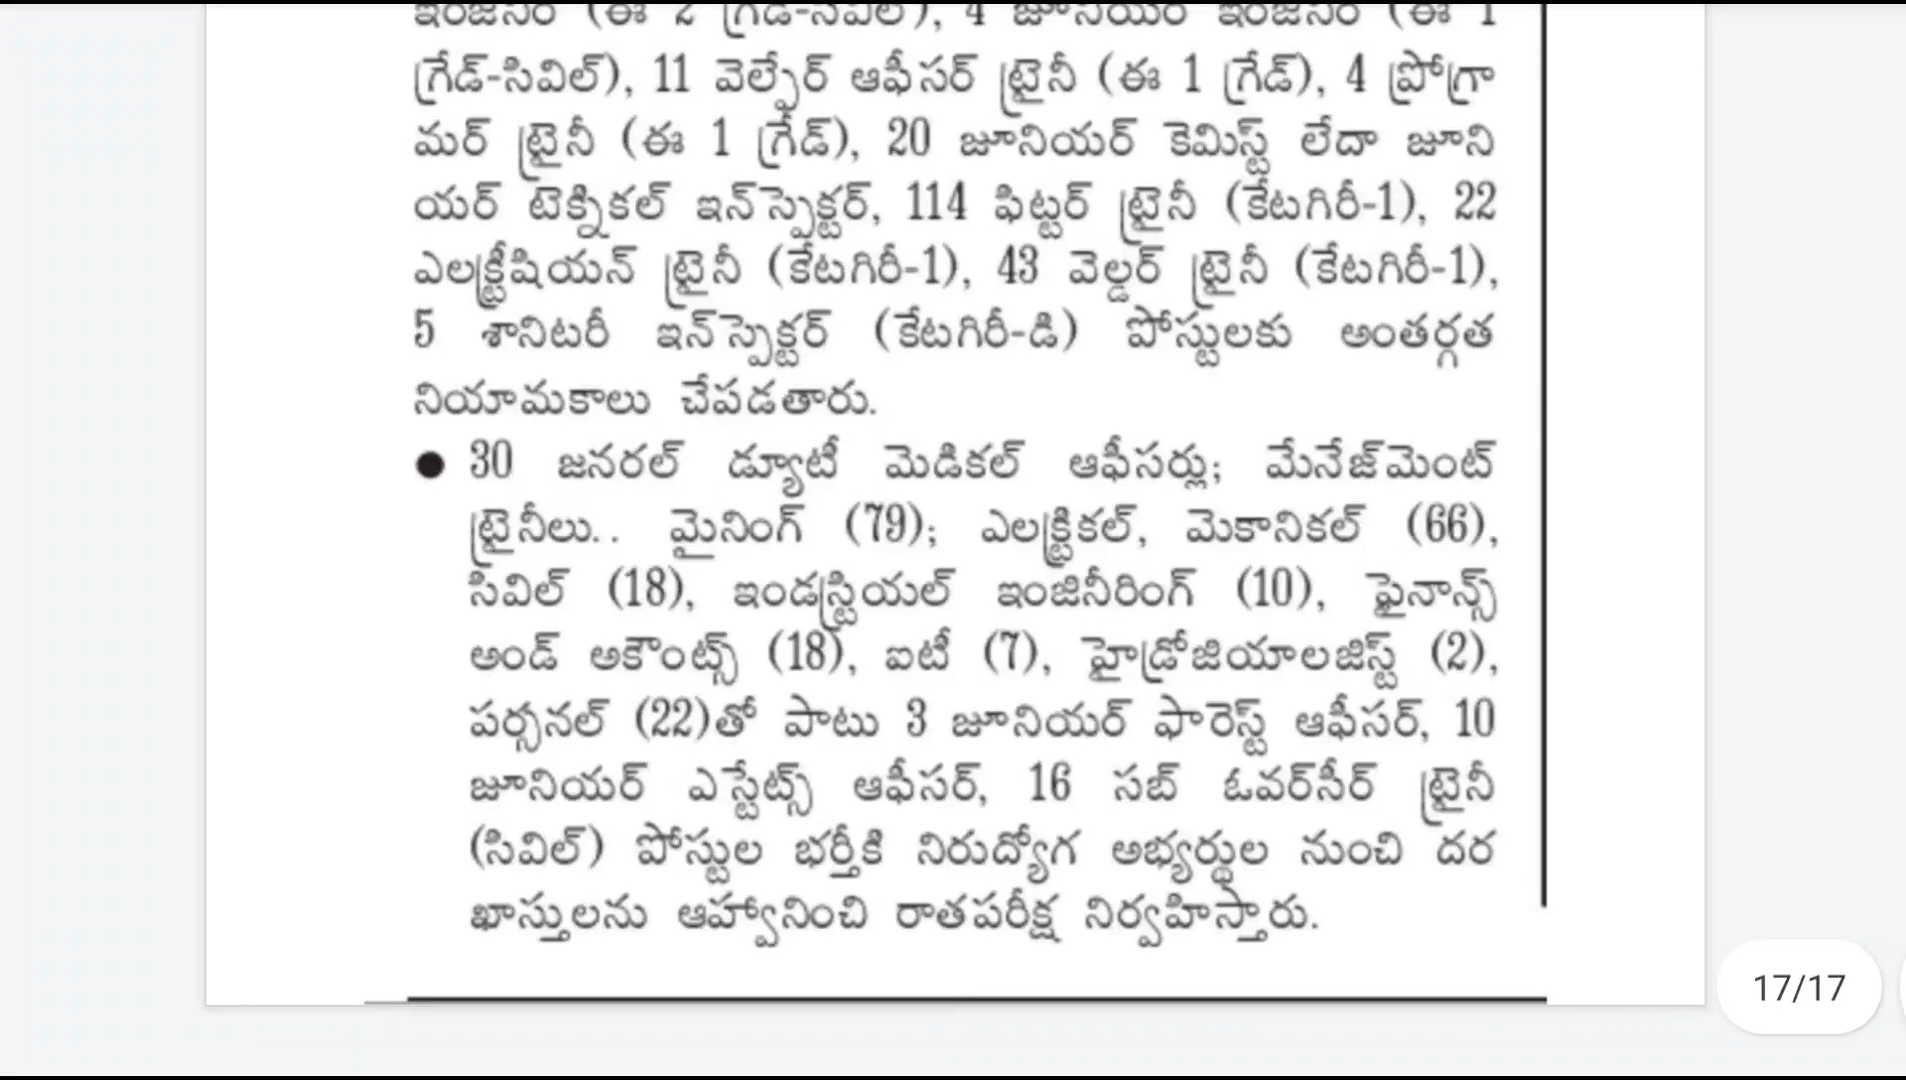 ఇంజినీర్ (ఈ 2 గ్రేడ్-సివిల్), 4 జూనియర్ ఇంజినీర్ (ఈ 1
గ్రేడ్-సివిల్), 11 వెల్ఫేర్ ఆఫీసర్ ట్రైనీ (ఈ 1 గ్రేడ్), 4 ప్రోగ్రా
మర్ ట్రైనీ (ఈ 1 గ్రేడ్), 20 జూనియర్ కెమిస్ట్ లేదా జూని
యర్ టెక్నికల్ ఇన్‌స్పెక్టర్, 114 ఫిట్టర్ ట్రైనీ (కేటగిరీ-1), 22
ఎలక్ట్రీషియన్ ట్రైనీ (కేటగిరీ-1), 43 వెల్డర్ ట్రైనీ (కేటగిరీ-1),
5 శానిటరీ ఇన్‌స్పెక్టర్ (కేటగిరీ-డి) పోస్టులకు అంతర్గత
నియామకాలు చేపడతారు.
● 30 జనరల్ డ్యూటీ మెడికల్ ఆఫీసర్లు; మేనేజ్‌మెంట్
ట్రైనీలు.. మైనింగ్ (79); ఎలక్ట్రికల్, మెకానికల్ (66),
సివిల్ (18), ఇండస్ట్రియల్ ఇంజినీరింగ్ (10), ఫైనాన్స్
అండ్ అకౌంట్స్ (18), ఐటీ (7), హైడ్రోజియాలజిస్ట్ (2),
పర్సనల్ (22)తో పాటు 3 జూనియర్ ఫారెస్ట్ ఆఫీసర్, 10
జూనియర్ ఎస్టేట్స్ ఆఫీసర్, 16 సబ్ ఓవర్‌సీర్ ట్రైనీ
(సివిల్) పోస్టుల భర్తీకి నిరుద్యోగ అభ్యర్థుల నుంచి దర
ఖాస్తులను ఆహ్వానించి రాతపరీక్ష నిర్వహిస్తారు.
17/17